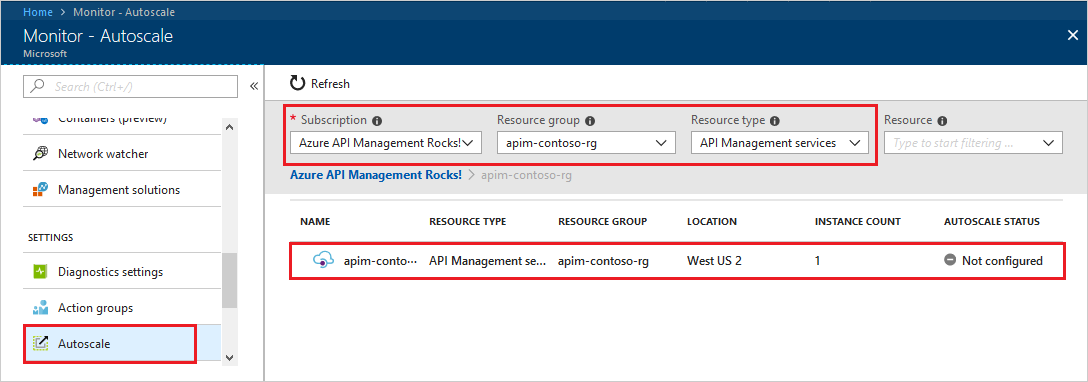 Home > Monitor - Autoscale
Monitor - Autoscale
Microsoft
Search (Ctrl+/)
Containers (preview)
Network watcher
Management solutions
SETTINGS
Diagnostics settings
Action groups
Autoscale
Refresh
* Subscription Resource group Resource type Resource
Azure API Management Rocks! apim-contoso-rg API Management services Type to start filtering ...
Azure API Management Rocks! > apim-contoso-rg
NAME RESOURCE TYPE RESOURCE GROUP LOCATION INSTANCE COUNT AUTOSCALE STATUS
apim-conto··· API Management se... apim-contoso-rg West US 2 1 Not configured